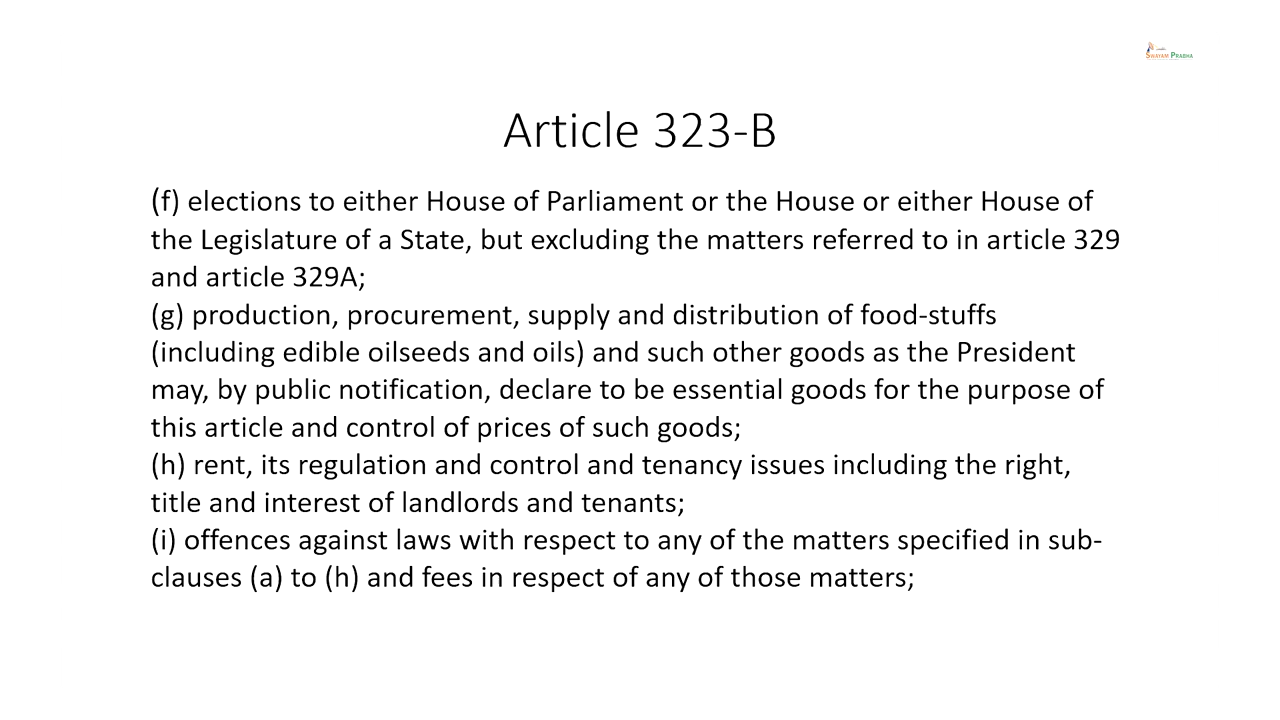 SWAYAM PRABHA
Article 323-B
(f) elections to either House of Parliament or the House or either House of
the Legislature of a State, but excluding the matters referred to in article 329
and article 329A;
(g) production, procurement, supply and distribution of food-stuffs
(including edible oilseeds and oils) and such other goods as the President
may, by public notification, declare to be essential goods for the purpose of
this article and control of prices of such goods;
(h) rent, its regulation and control and tenancy issues including the right,
title and interest of landlords and tenants;
(i) offences against laws with respect to any of the matters specified in sub-
clauses (a) to (h) and fees in respect of any of those matters;